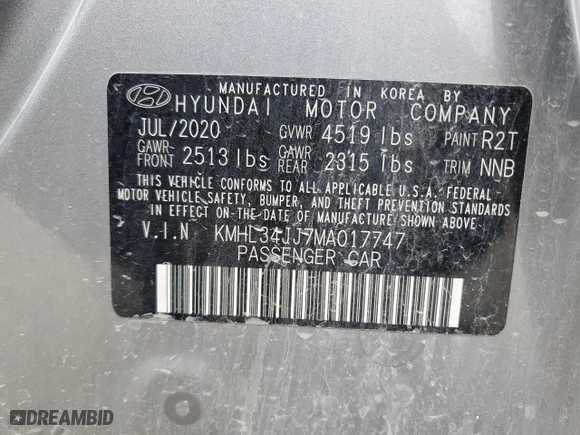 MANUFACTURED IN KOREA BY
HYUNDAI MOTOR COMPANY
JUL/2020 GVWR 4519 lbs PAINT R2T
GAWR FRONT 2513 lbs GAWR REAR 2315 lbs TRIM NNB
THIS VEHICLE CONFORMS TO ALL APPLICABLE U.S.A.-FEDERAL
MOTOR VEHICLE SAFETY, BUMPER, AND THEFT PREVENTION STANDARDS
IN EFFECT ON THE DATE OF MANUFACTURE SHOWN ABOVE.
V.I.N KMHL34JJ7MA017747
PASSENGER CAR
DREAMBID